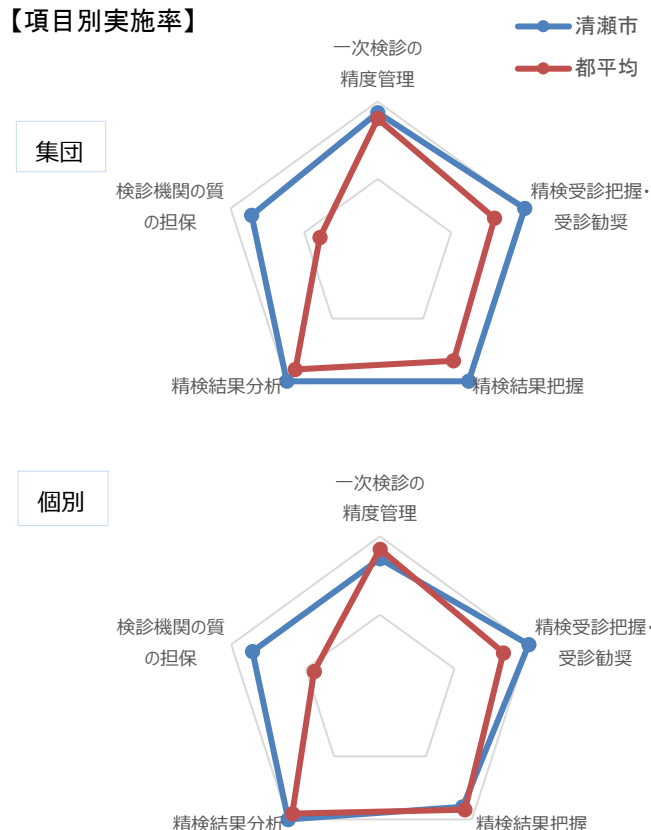 【項目別実施率】
清瀬市
都平均
集団
一次検診の
精度管理
精検受診把握・
受診勧奨
検診機関の質
の担保
精検結果分析
精検結果把握
個別
一次検診の
精度管理
精検受診把握・
受診勧奨
検診機関の質
の担保
精検結果分析
精検結果把握